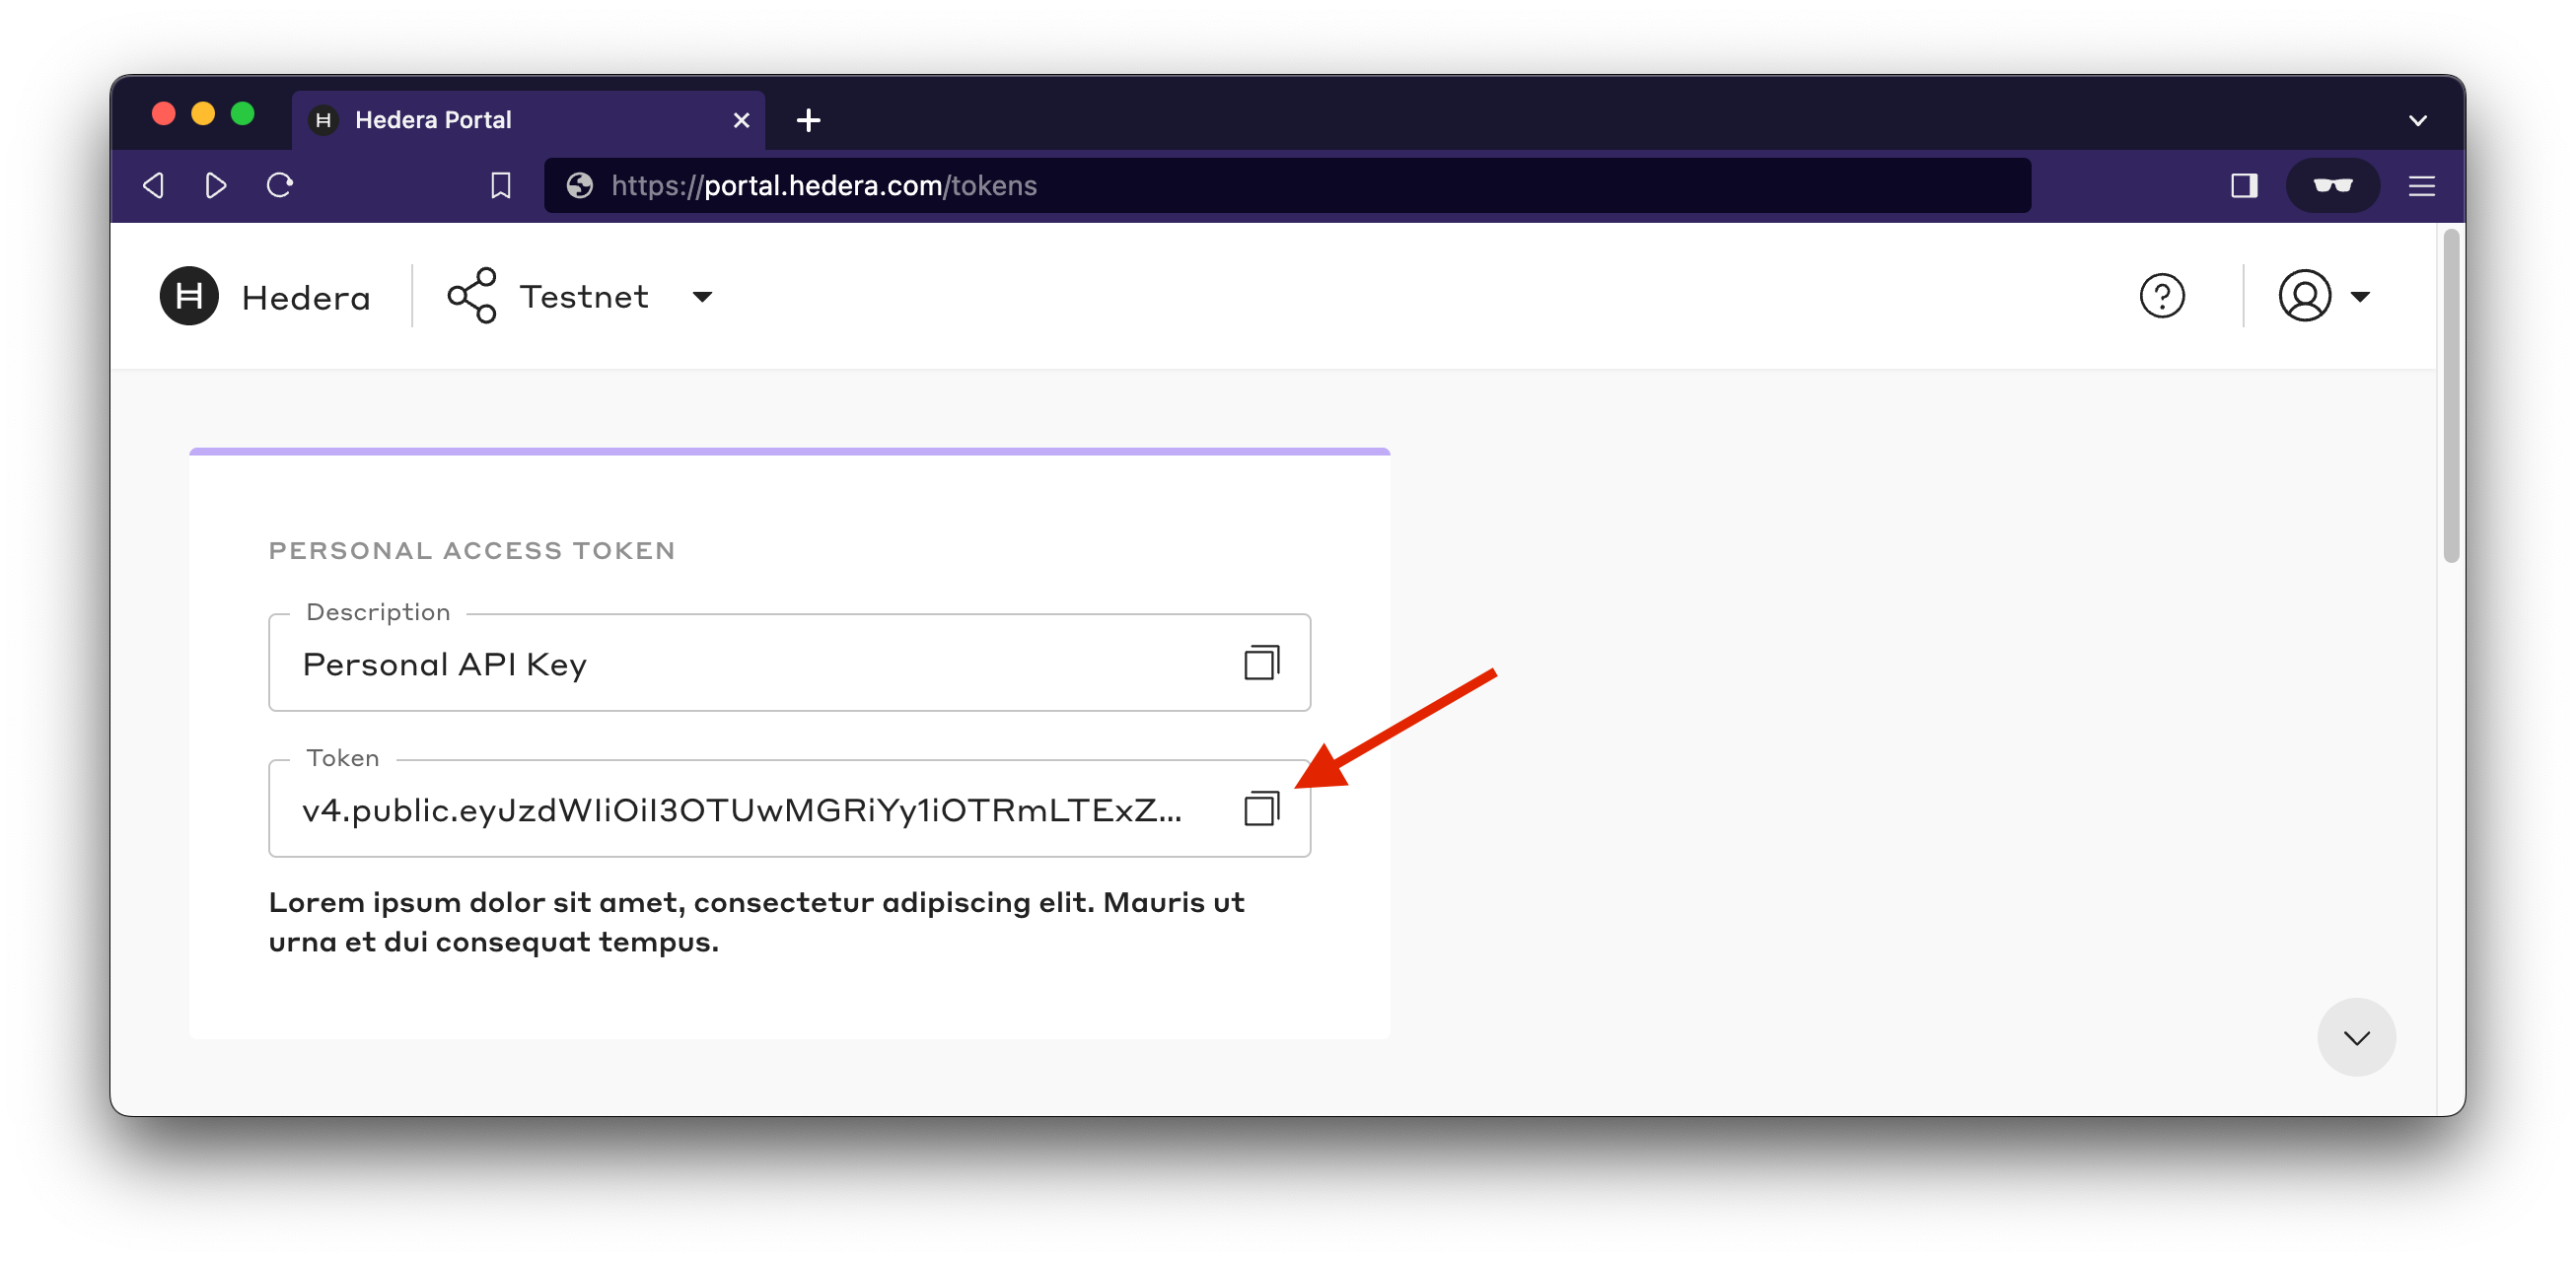 Hedera Portal
https://portal.hedera.com/tokens
Hedera
Testnet
PERSONAL ACCESS TOKEN
Description
Personal API Key
Token
v4.public.eyJzdWIiOiI3OTUwMGRiYy1iOTRmLTExZ...
Lorem ipsum dolor sit amet, consectetur adipiscing elit. Mauris ut
urna et dui consequat tempus.